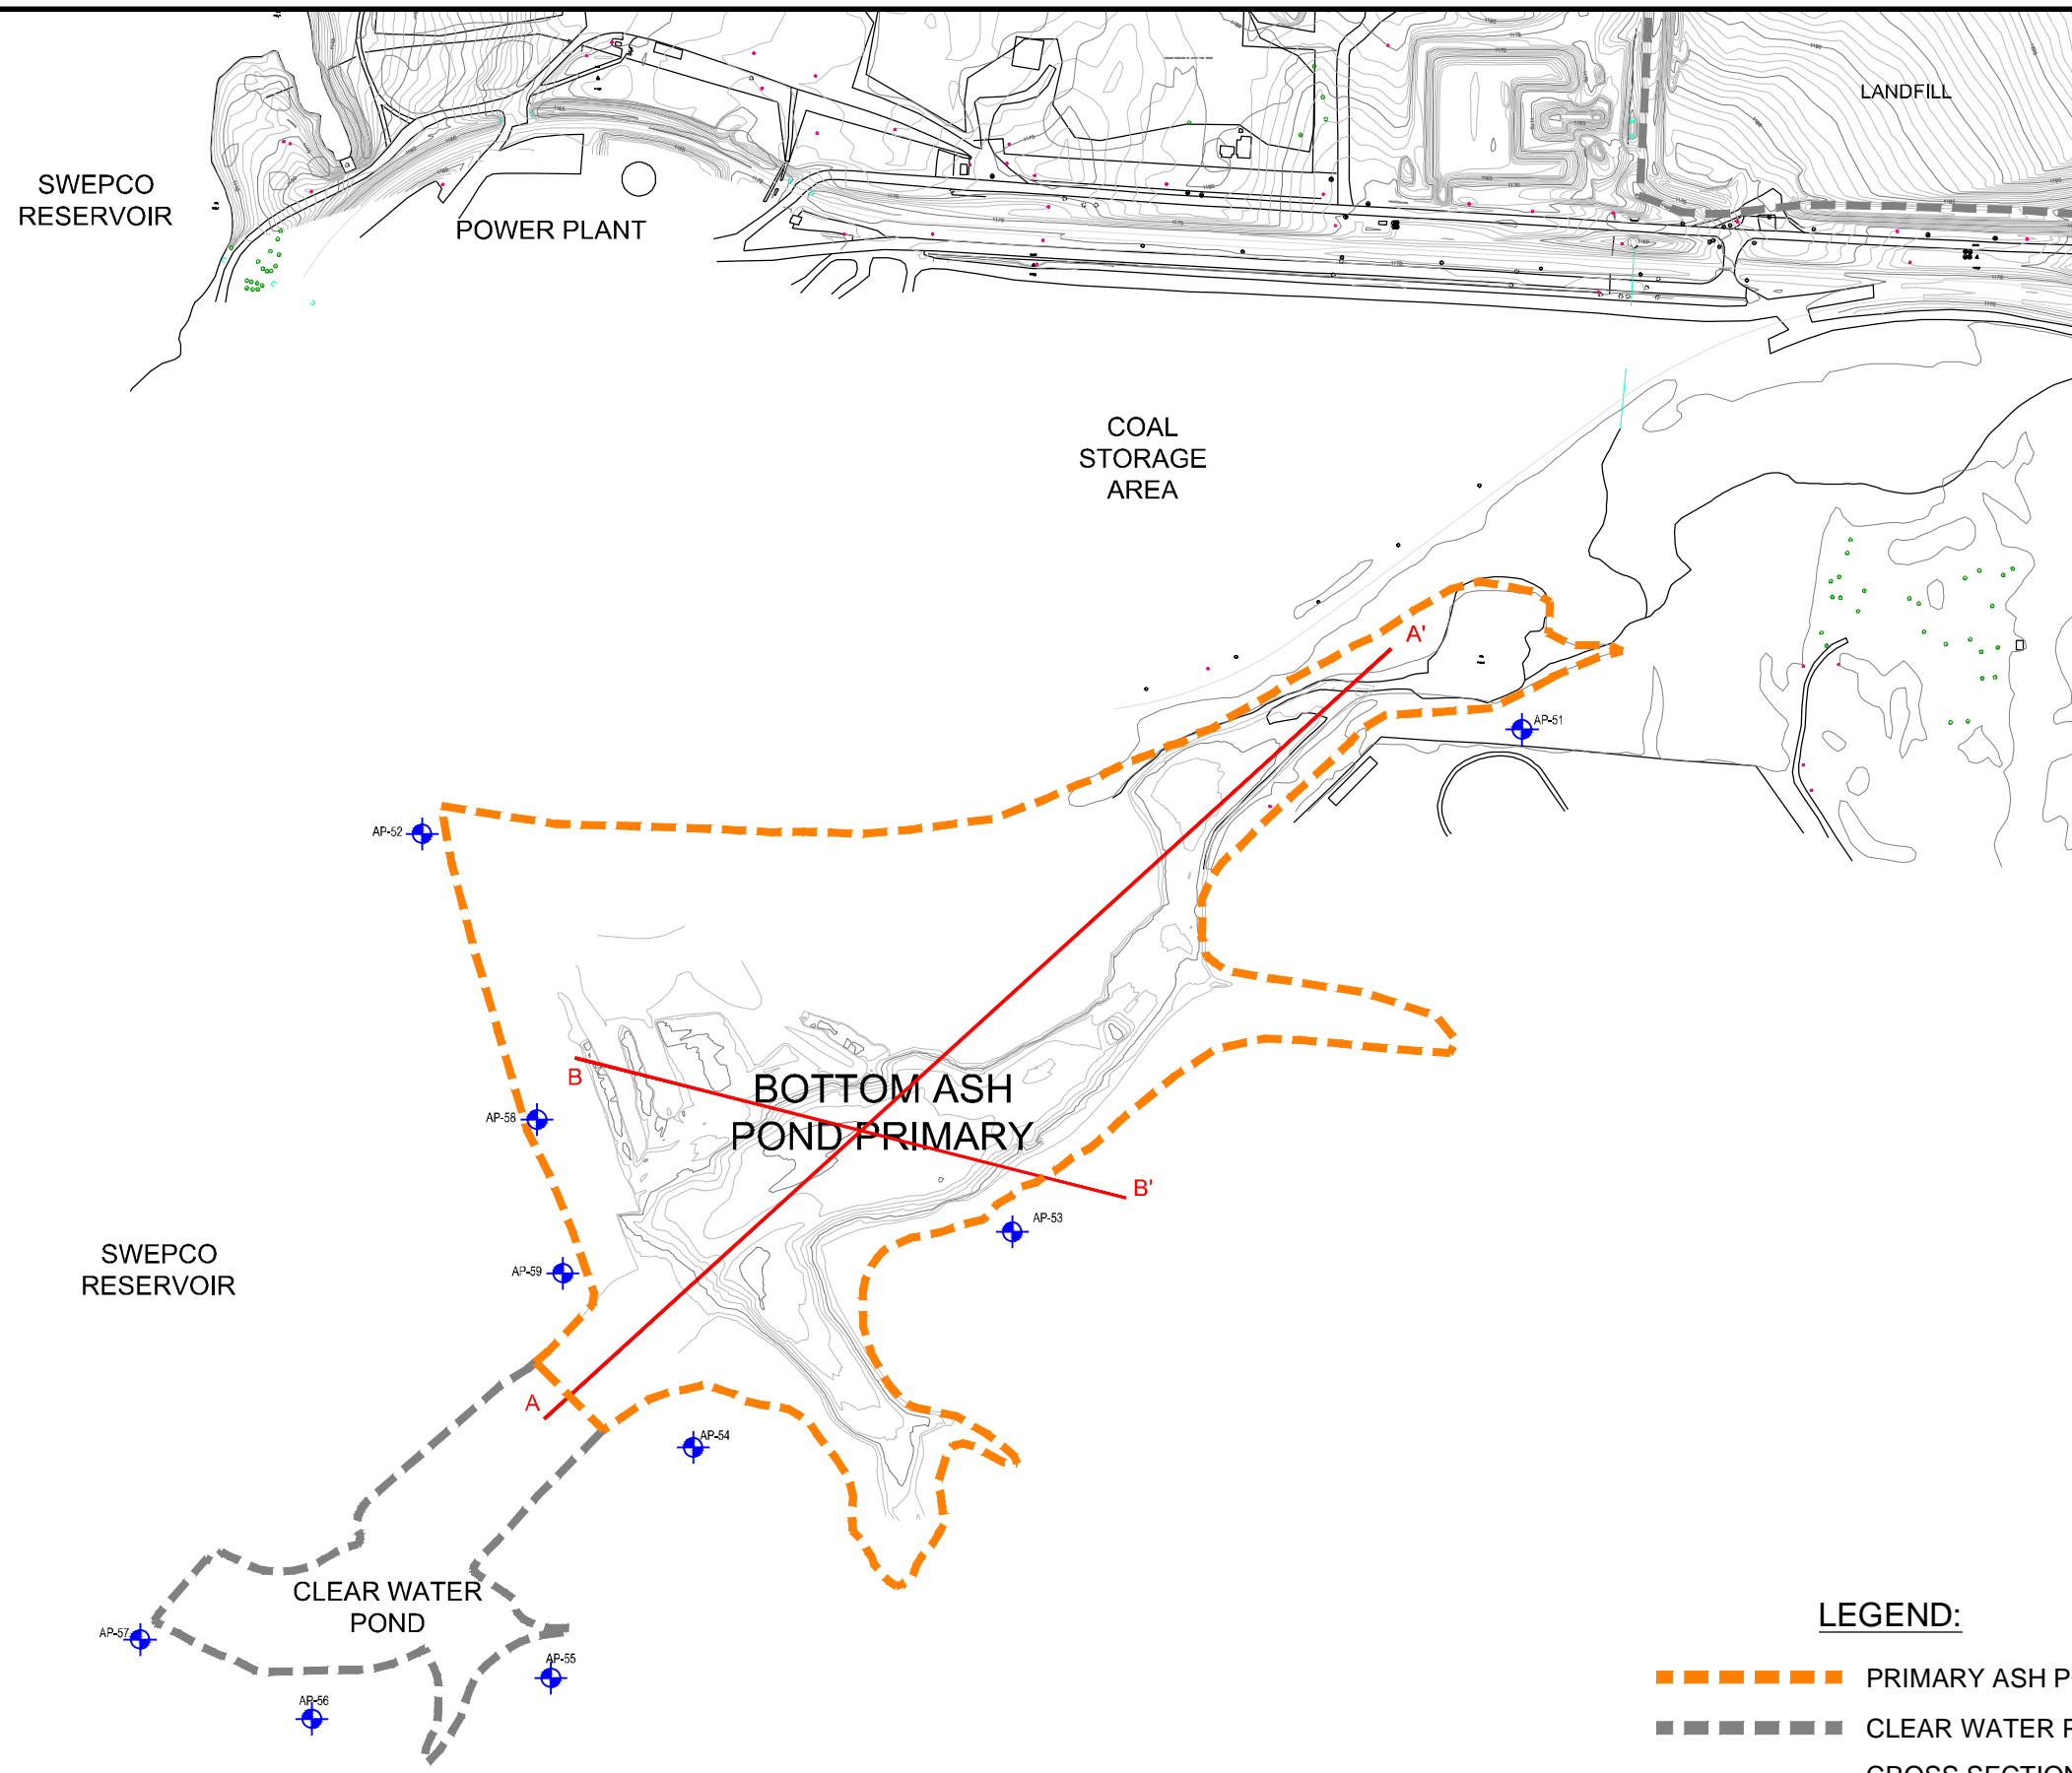 LANDFILL
SWEPCO
RESERVOIR
POWER PLANT
COAL
STORAGE
AREA
A'
AP-51
AP-52
B
BOTTOM ASH
POND PRIMARY
AP-58
B'
AP-53
SWEPCO
RESERVOIR
AP-59
A
AP-54
CLEAR WATER
POND
AP-57
AP-55
AP-56
LEGEND:
PRIMARY ASH P
CLEAR WATER
CROSS SECTION